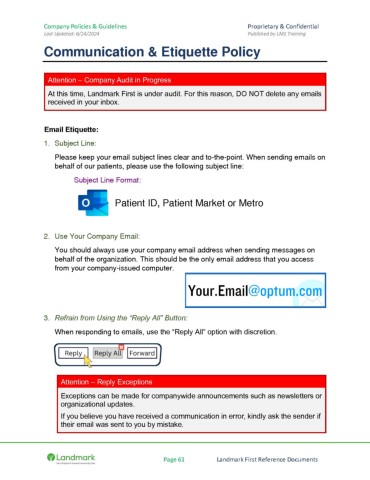 Company Policies & Guidelines Proprietary & Confidential
Last Updated: 6/24/2024 Published by LMS Training
Communication & Etiquette Policy
Attention – Company Audit in Progress
At this time, Landmark First is under audit. For this reason, DO NOT delete any emails
received in your inbox.
Email Etiquette:
1. Subject Line:
Please keep your email subject lines clear and to-the-point. When sending emails on
behalf of our patients, please use the following subject line:
Subject Line Format:
O Patient ID, Patient Market or Metro
2. Use Your Company Email:
You should always use your company email address when sending messages on
behalf of the organization. This should be the only email address that you access
from your company-issued computer.
Your.Email@optum.com
3. Refrain from Using the “Reply All” Button:
When responding to emails, use the “Reply All” option with discretion.
Reply Reply All Forward
Attention – Reply Exceptions
Exceptions can be made for companywide announcements such as newsletters or
organizational updates.
If you believe you have received a communication in error, kindly ask the sender if
their email was sent to you by mistake.
Landmark Page 61 Landmark First Reference Documents